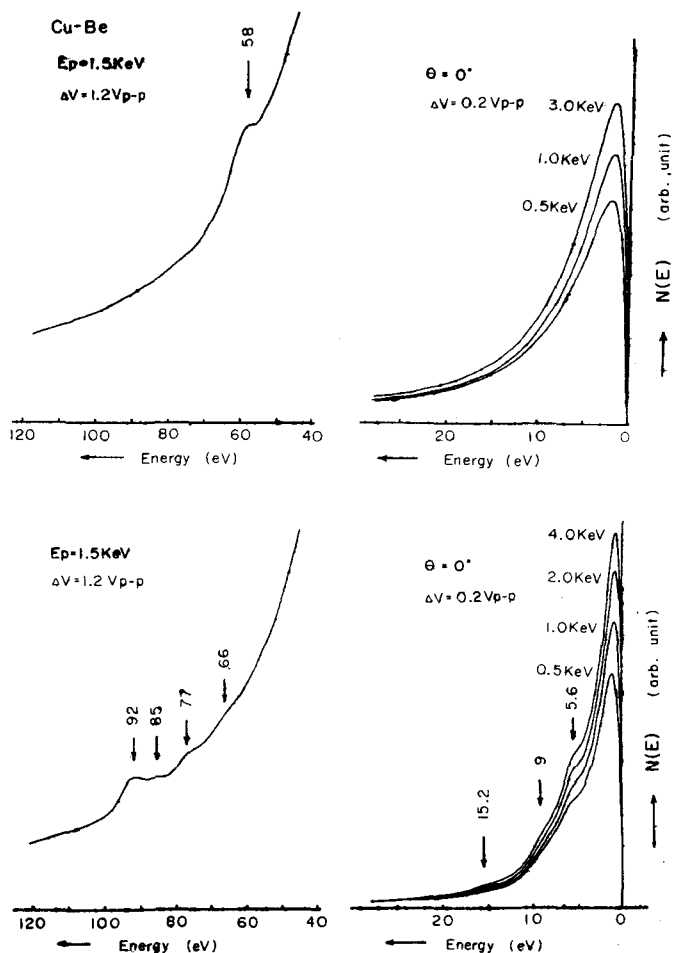 Cu-Be
Ep=1.5KeV
ΔV=1.2Vp-p
58
120 100 80 60 40
Energy (eV)
θ = 0°
ΔV=0.2Vp-p
3.0KeV
1.0KeV
0.5KeV
N(E) (arb. unit)
20 10 0
Energy (eV)
Ep=1.5KeV
ΔV=1.2Vp-p
92
85
77
66
120 100 80 60 40
Energy (eV)
θ = 0°
ΔV=0.2Vp-p
4.0KeV
2.0KeV
1.0KeV
0.5KeV
5.6
9
15.2
N(E) (arb. unit)
20 10 0
Energy (eV)